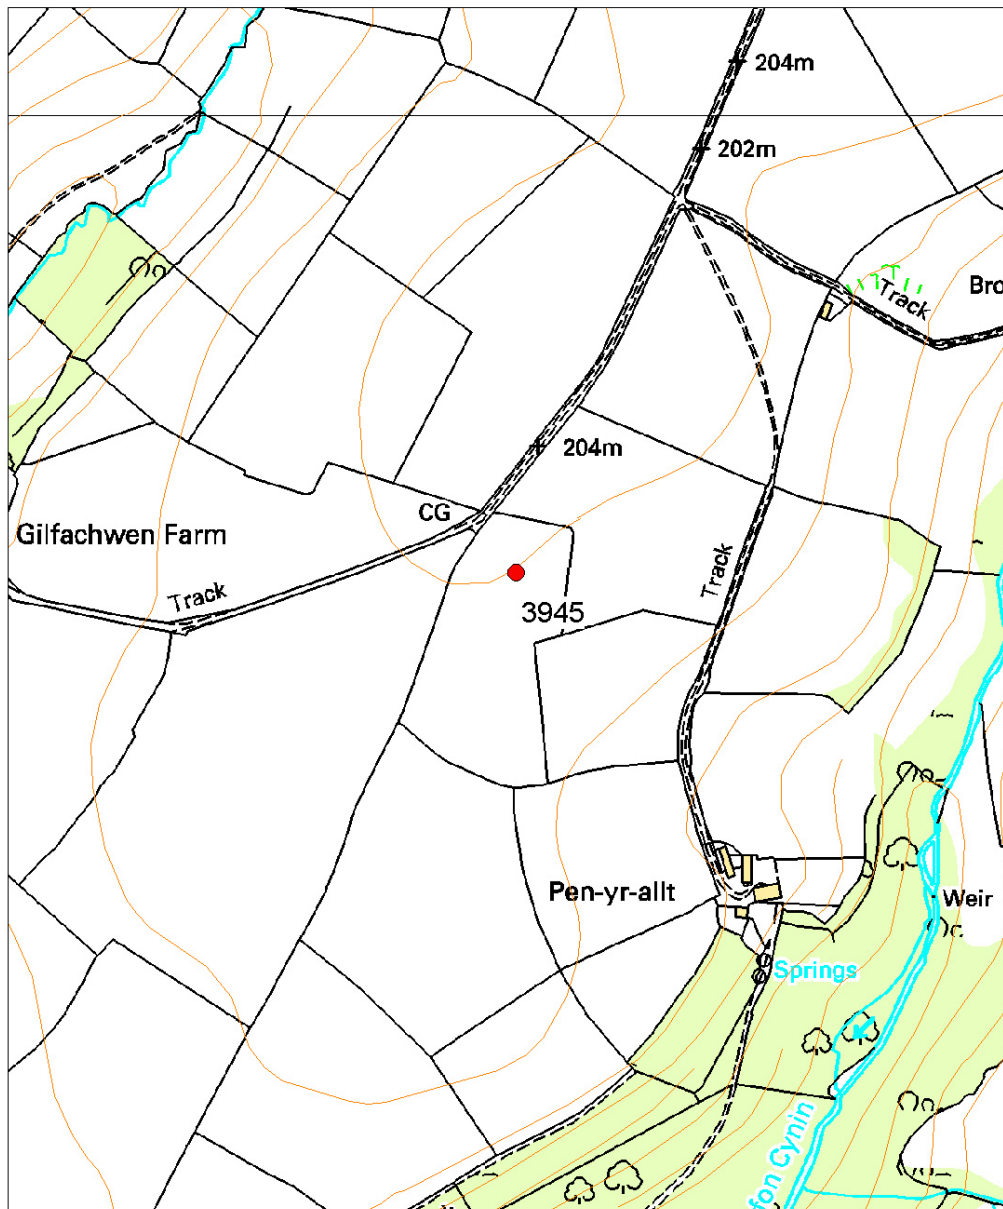 204m
202m
Track
Bro
204m
CG
Gilfachwen Farm
Track
Track
3945
Pen-yr-allt
Weir
Springs
fon Cynin